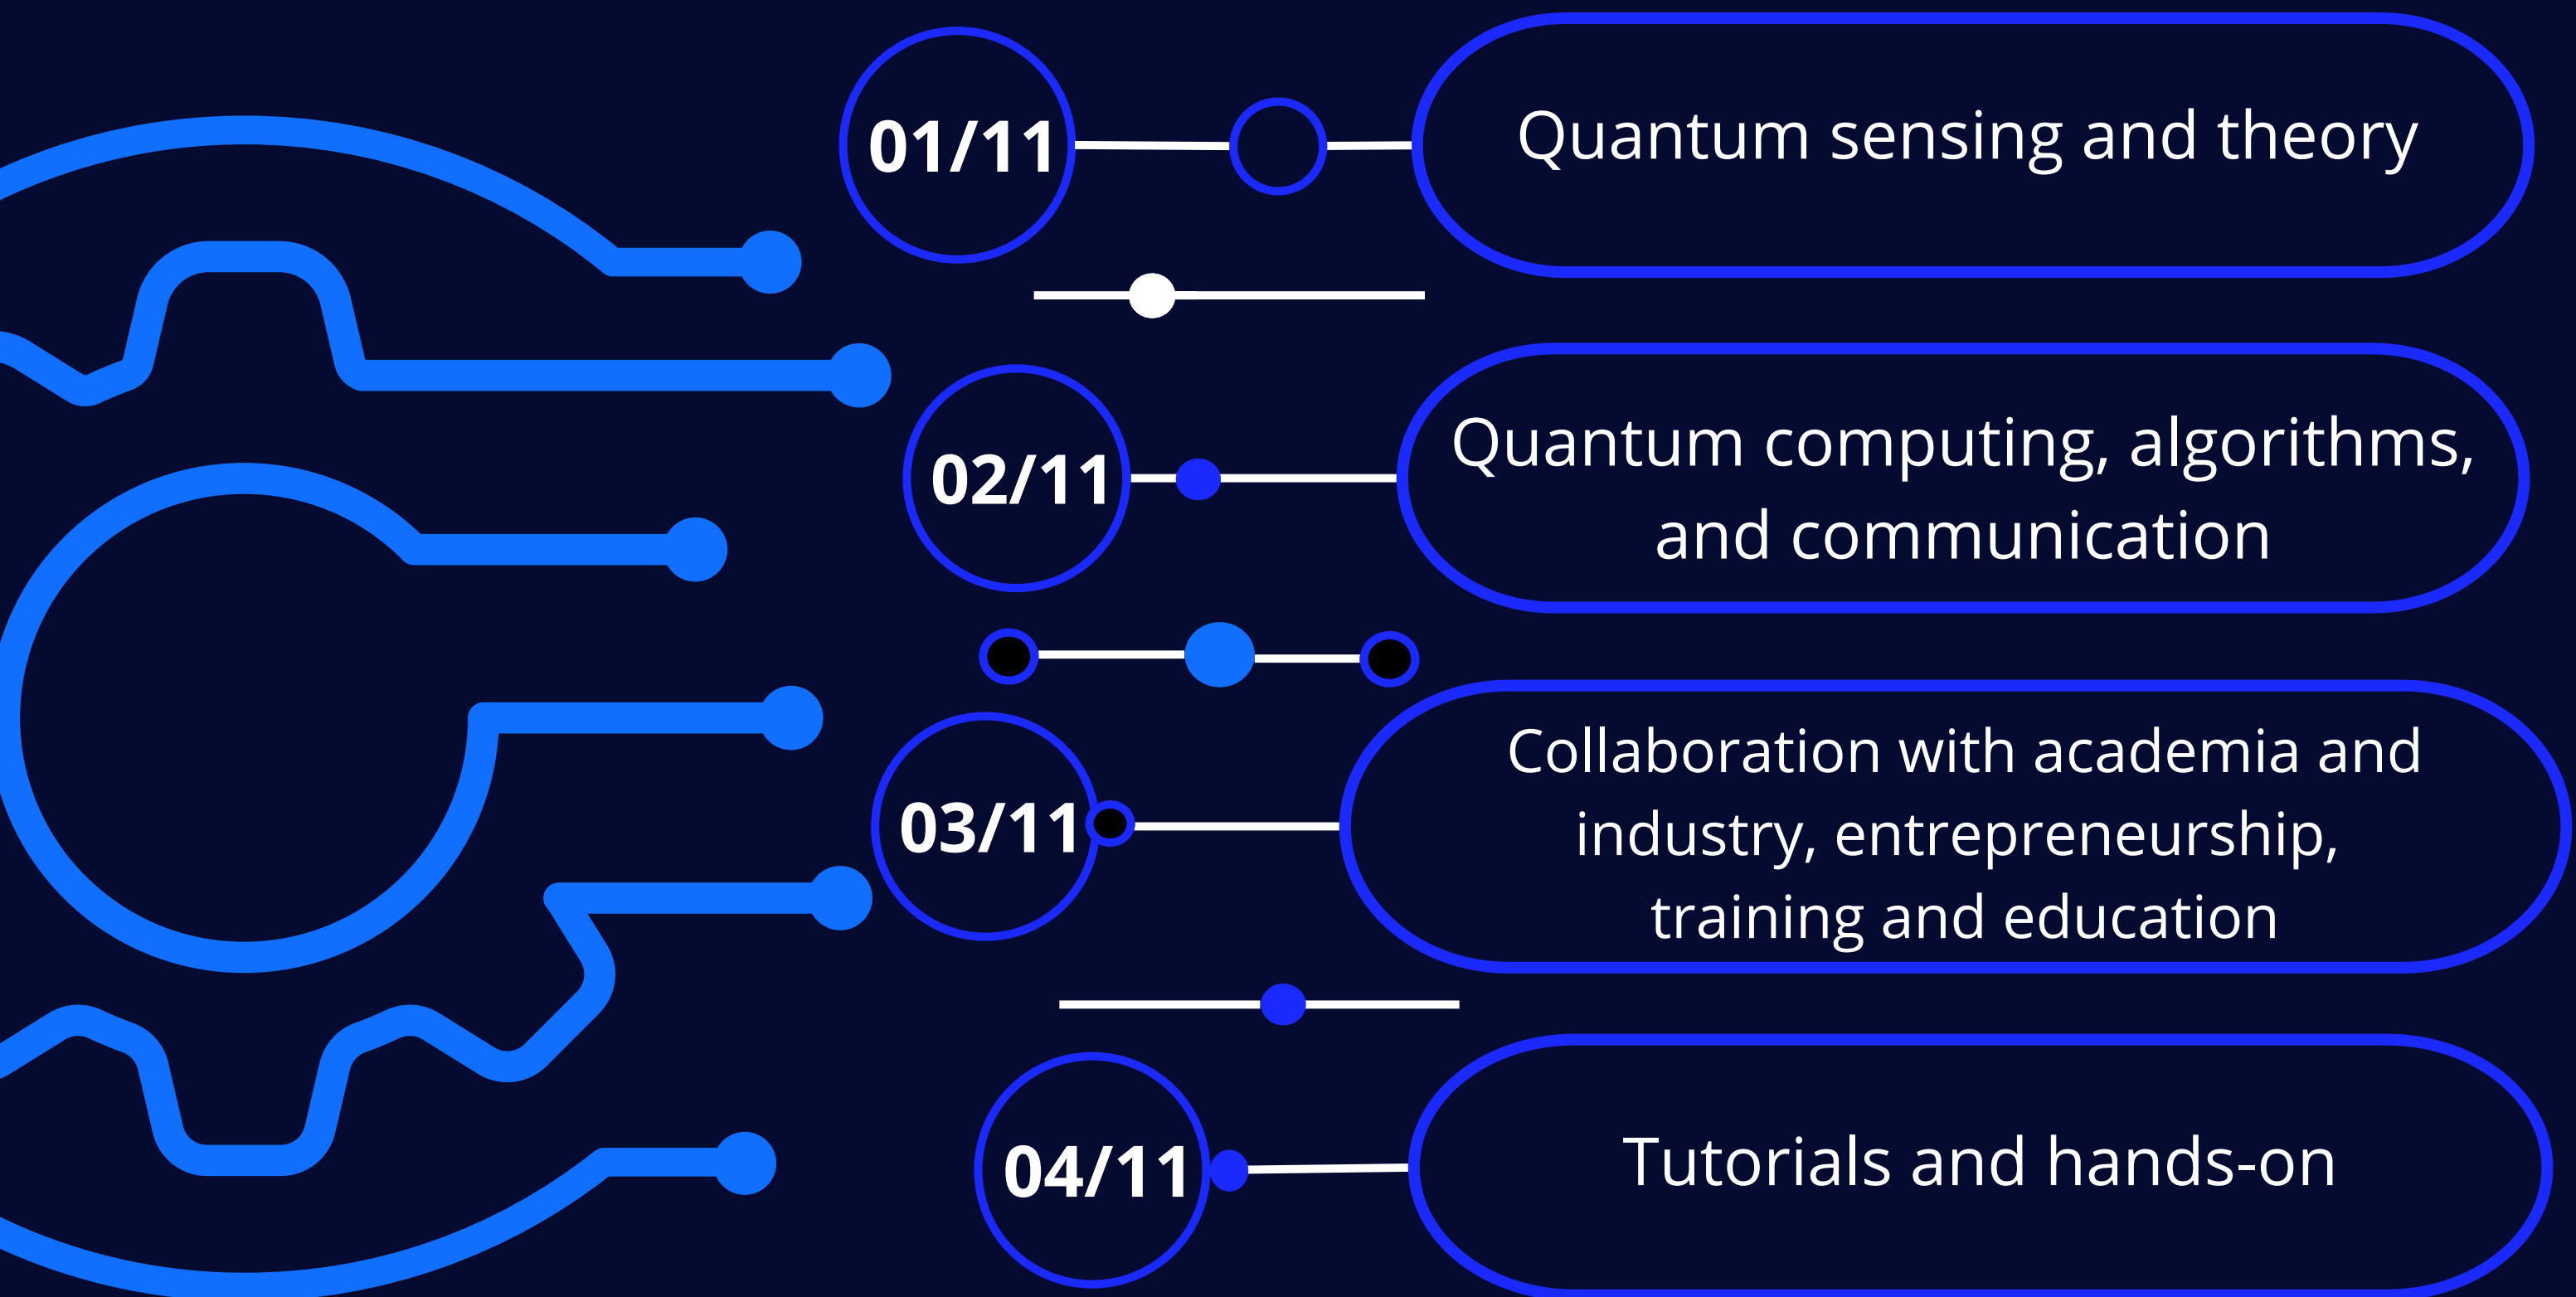 01/11
Quantum sensing and theory
02/11
Quantum computing, algorithms,
and communication
03/11
Collaboration with academia and
industry, entrepreneurship,
training and education
04/11
Tutorials and hands-on